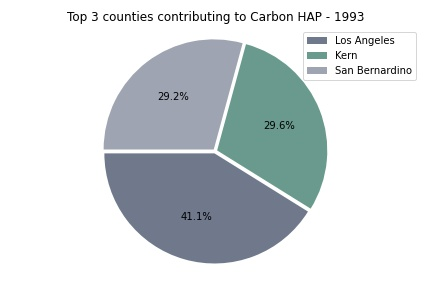 Top 3 counties contributing to Carbon HAP - 1993
Los Angeles
Kern
San Bernardino
29.2%
29.6%
41.1%